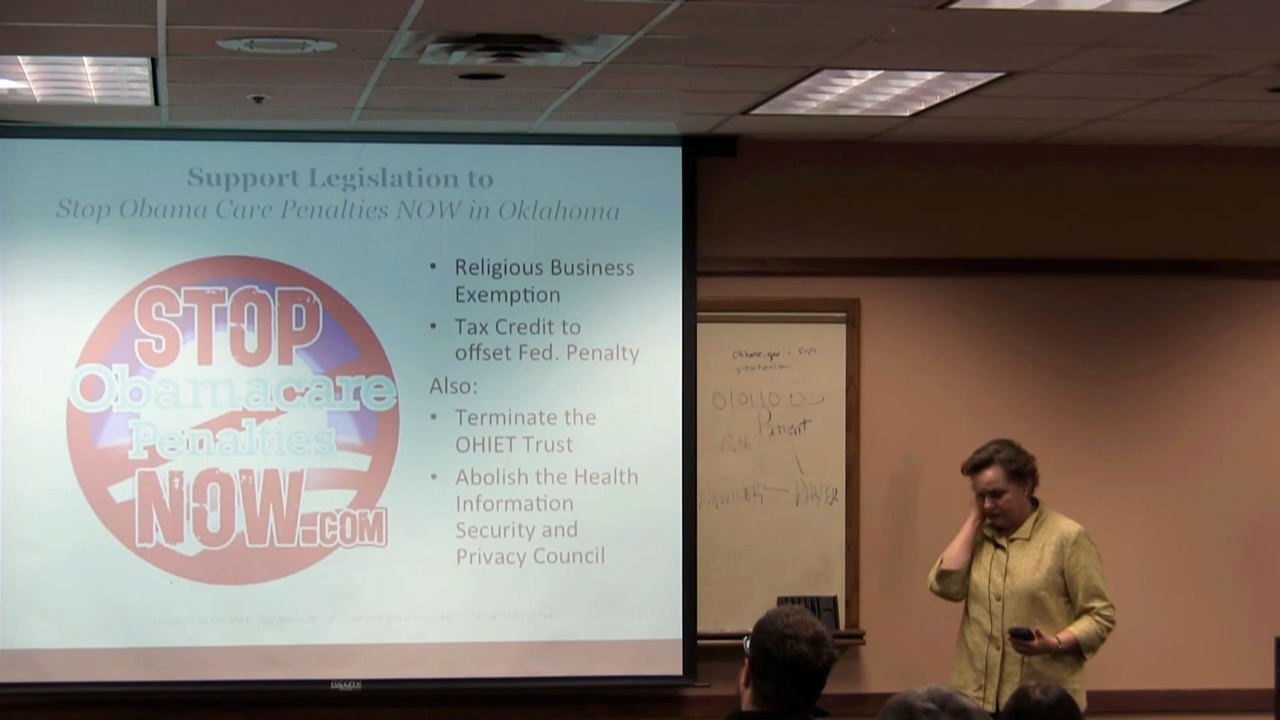 Support Legislation to
Stop Obama Care Penalties NOW in Oklahoma
STOP
Obamacare
Penalties
NOW.COM
• Religious Business
Exemption
• Tax Credit to
offset Fed. Penalty
Also:
• Terminate the
OHIET Trust
• Abolish the Health
Information
Security and
Privacy Council
010110
Patient
PAYER